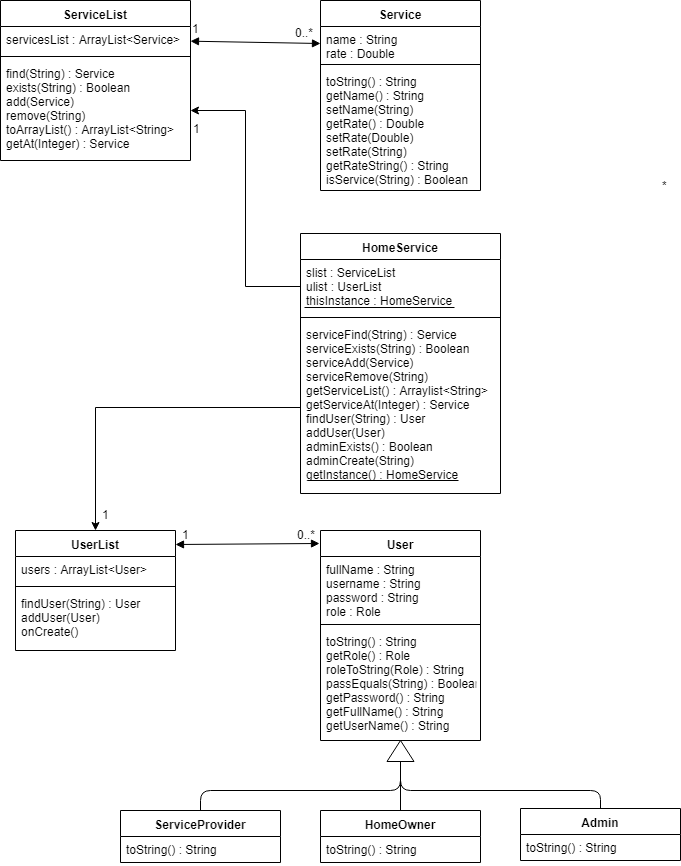 ServiceList
servicesList : ArrayList<Service>
find(String) : Service
exists(String) : Boolean
add(Service)
remove(String)
toArrayList() : ArrayList<String>
getAt(Integer) : Service
1
0..*
1
Service
name : String
rate : Double
toString() : String
getName() : String
setName(String)
getRate() : Double
setRate(Double)
setRate(String)
getRateString() : String
isService(String) : Boolean
*
HomeService
slist : ServiceList
ulist : UserList
thisInstance : HomeService
serviceFind(String) : Service
serviceExists(String) : Boolean
serviceAdd(Service)
serviceRemove(String)
getServiceList() : Arraylist<String>
getServiceAt(Integer) : Service
findUser(String) : User
addUser(User)
adminExists() : Boolean
adminCreate(String)
getInstance() : HomeService
1
UserList
users : ArrayList<User>
findUser(String) : User
addUser(User)
onCreate()
1
0..*
User
fullName : String
username : String
password : String
role : Role
toString() : String
getRole() : Role
roleToString(Role) : String
passEquals(String) : Boolean
getPassword() : String
getFullName() : String
getUserName() : String
ServiceProvider
toString() : String
HomeOwner
toString() : String
Admin
toString() : String